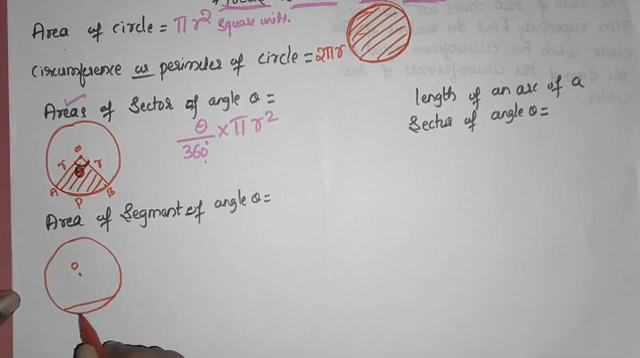 Area of circle = πr² Square units.
Circumference or perimeter of circle = 2πr
Areas of Sector of angle θ =
θ/360° × πr²
length of an arc of a
Sector of angle θ =
O
r r
θ
A B
P
Area of Segment of angle θ =
O